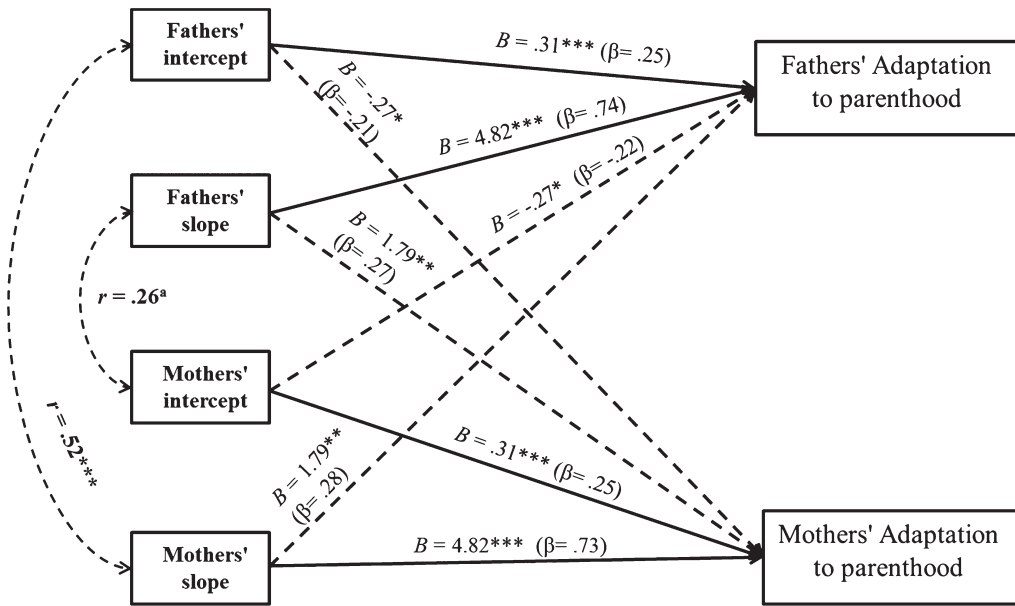 Fathers'
intercept
Fathers'
slope
Mothers'
intercept
Mothers'
slope
r = .26ª
r = .52***
B = .31*** (β= .25)
B = -.27*
(β= -.21)
B = 4.82*** (β= .74)
B = 1.79**
(β= .27)
B = -.27* (β= -.22)
B = .31*** (β= .25)
B = 1.79**
(β= .28)
B = 4.82*** (β= .73)
Fathers' Adaptation
to parenthood
Mothers' Adaptation
to parenthood